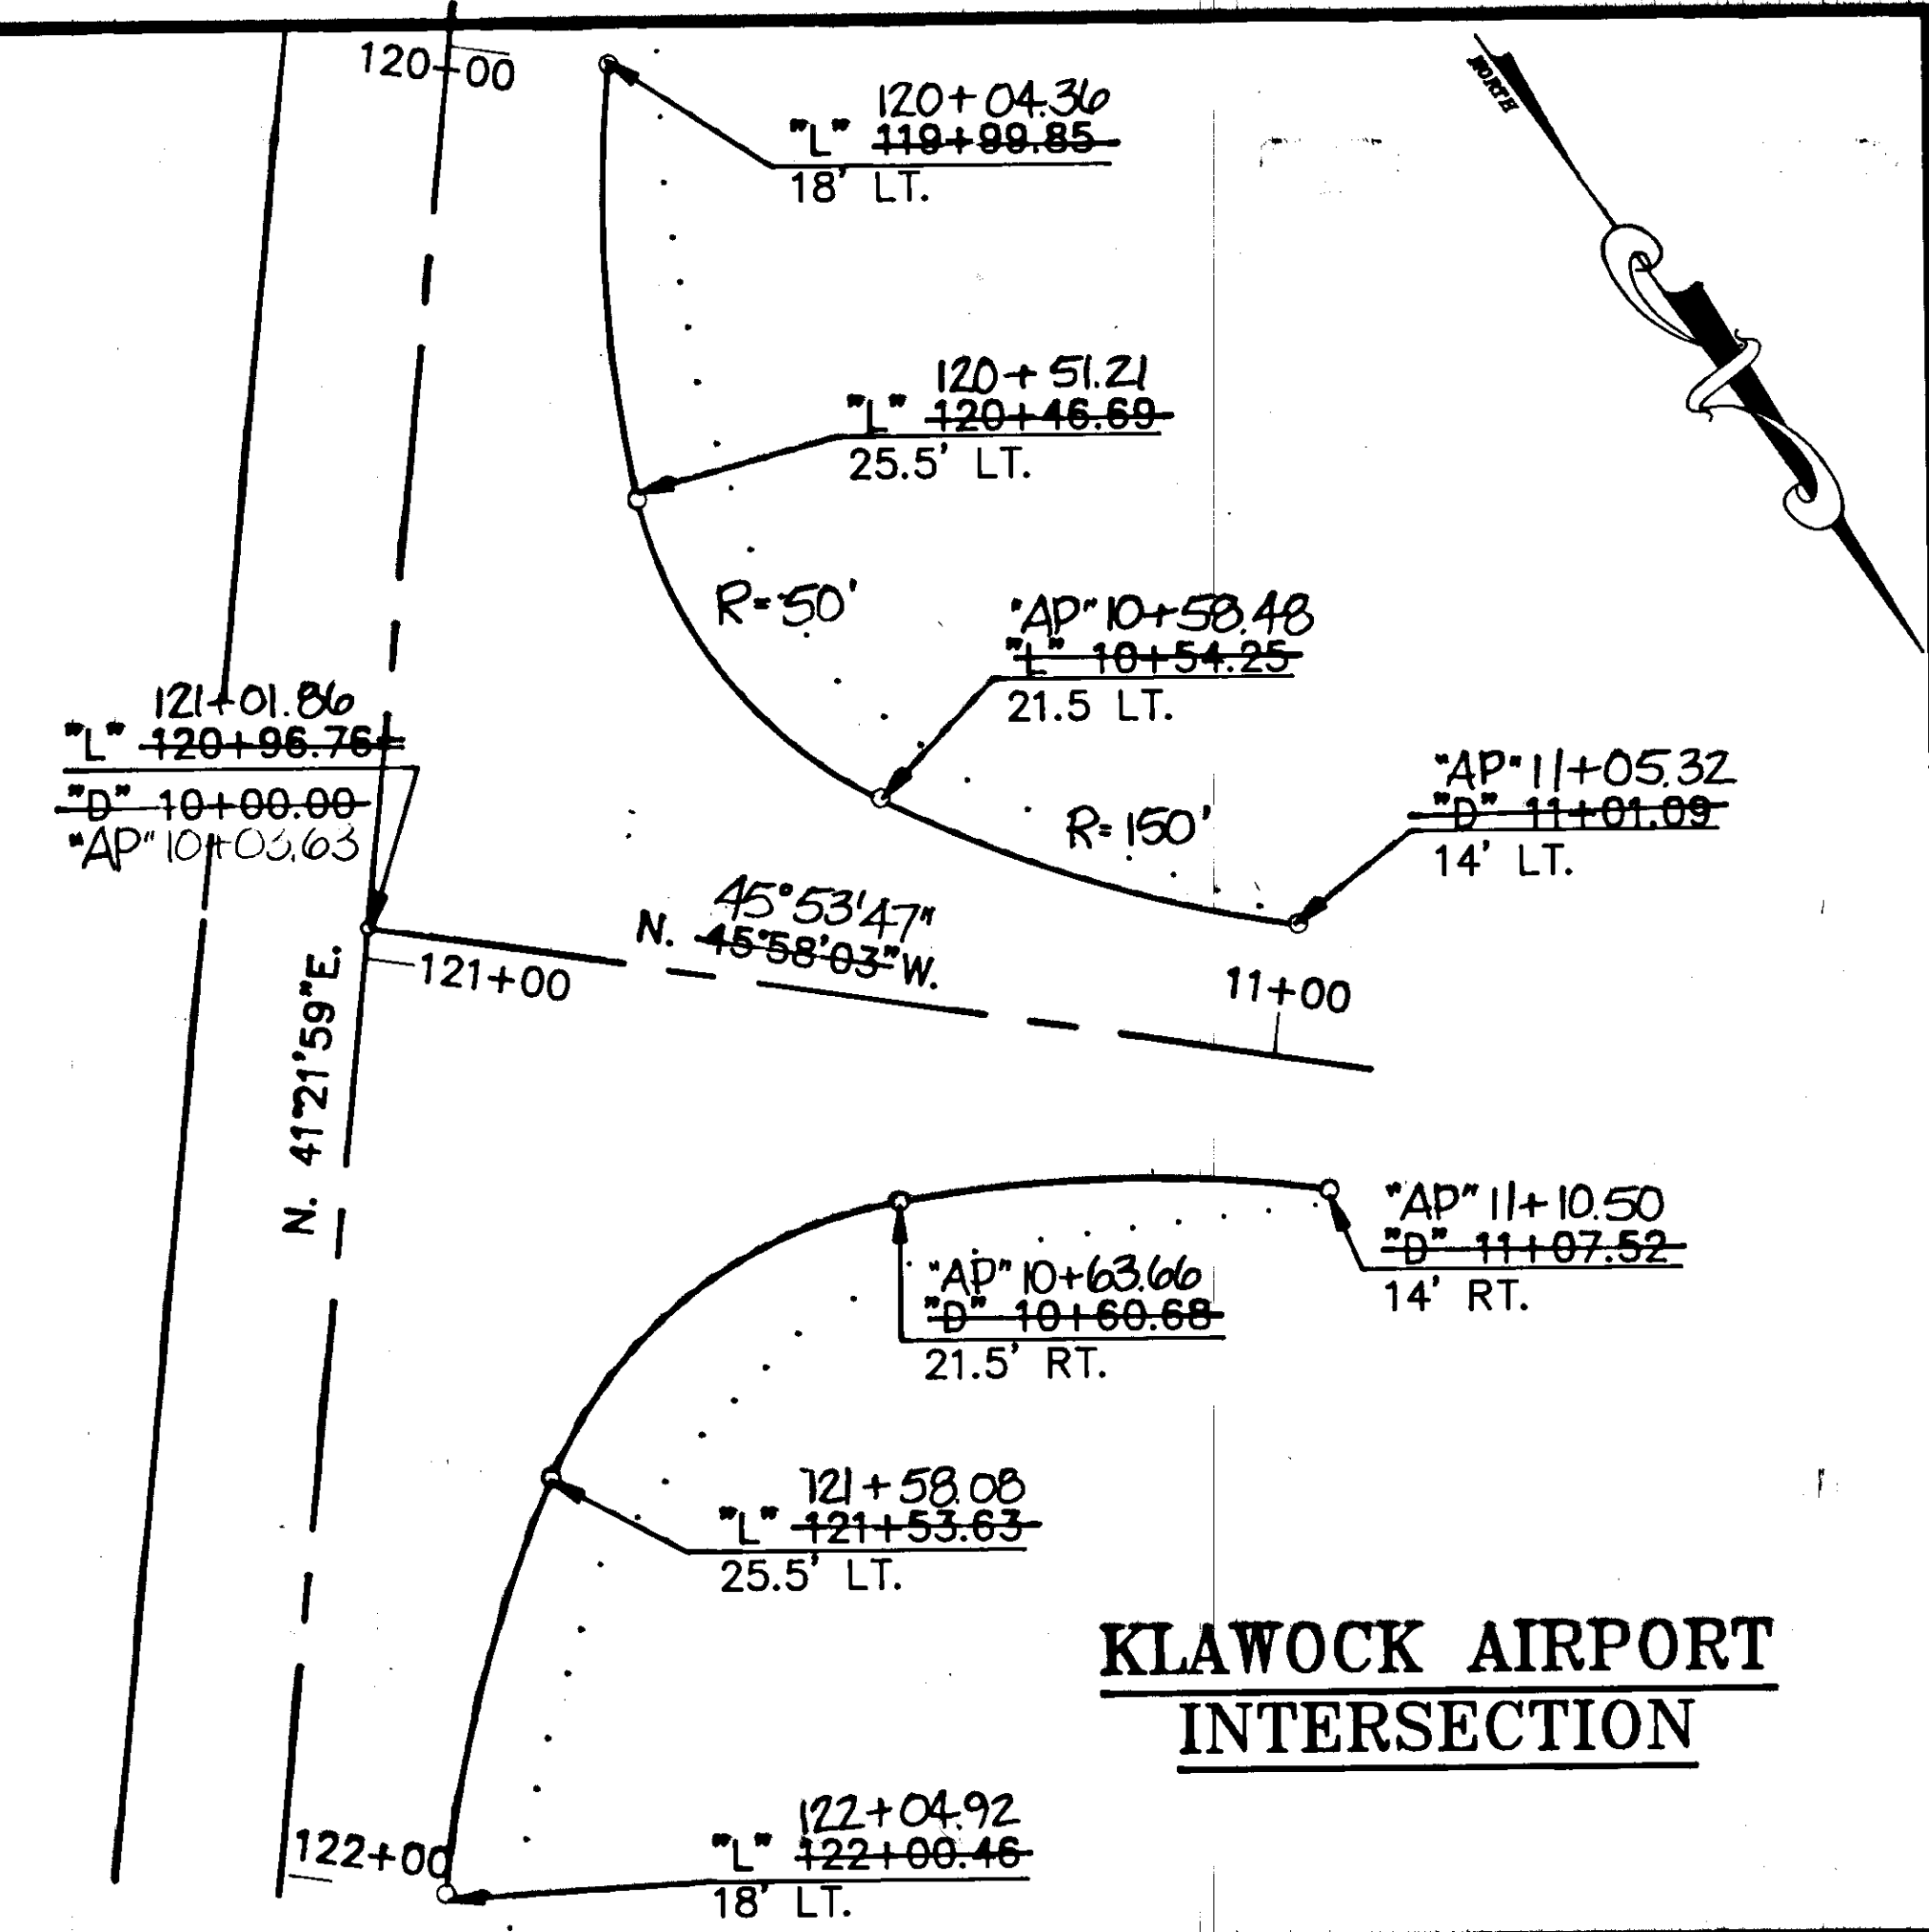 120+00
NORTH
120+04.36
"L" 119+99.85
18' LT.
120+51.21
"L" 120+46.69
25.5' LT.
R=50'
"AP" 10+58.48
"L" 10+54.25
21.5 LT.
121+01.86
"L" 120+96.76
"D" 10+00.00
"AP" 10+03.63
"AP" 11+05.32
"D" 11+01.09
14' LT.
R=150'
45°53'47"
N. 45°58'03"W.
121+00
11+00
N. 41°21'59"E.
"AP" 11+10.50
"D" 11+07.52
14' RT.
"AP" 10+63.66
"D" 10+60.68
21.5' RT.
121+58.08
"L" 121+53.63
25.5' LT.
KLAWOCK AIRPORT
INTERSECTION
122+04.92
"L" 122+00.46
18' LT.
122+00